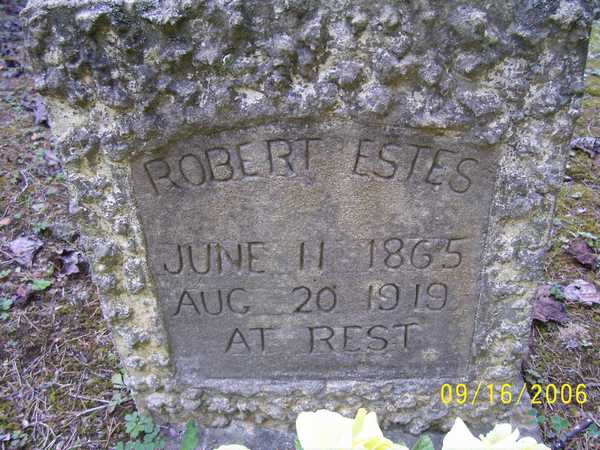 ROBERT ESTES
JUNE 11 1865
AUG 20 1919
AT REST
09/16/2006